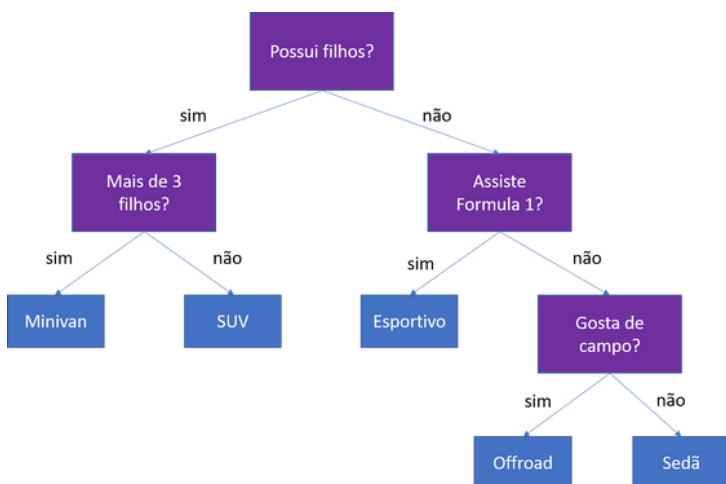 Possui filhos?
sim
não
Mais de 3
filhos?
Assiste
Formula 1?
sim
não
sim
não
Minivan
SUV
Esportivo
Gosta de
campo?
sim
não
Offroad
Sedã